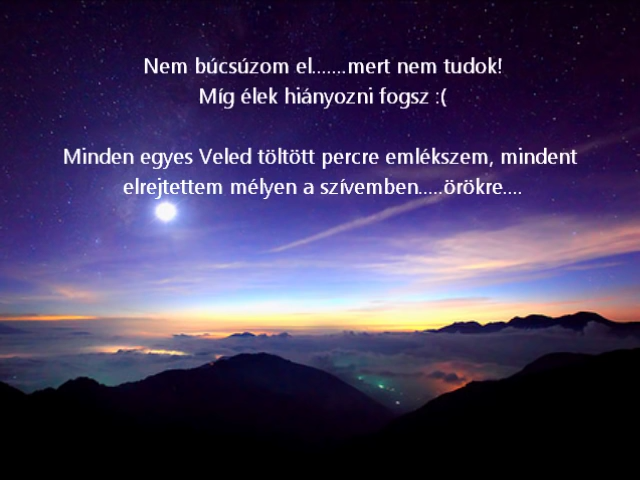 Nem búcsúzom el.......mert nem tudok!
Míg élek hiányozni fogsz :(
Minden egyes Veled töltött percre emlékszem, mindent
elrejtettem mélyen a szívemben.....örökre....